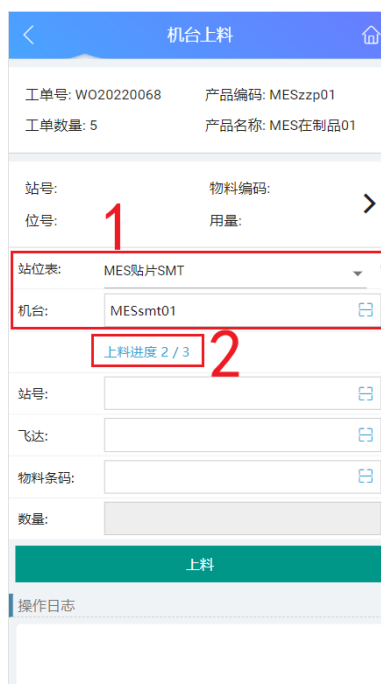 机台上料
工单号: WO20220068 产品编码: MESzzp01
工单数量: 5 产品名称: MES在制品01
站号: 物料编码:
位号: 用量:
1
站位表: MES贴片SMT
机台: MESsmt01
上料进度 2 / 3
2
站号:
飞达:
物料条码:
数量:
上料
操作日志